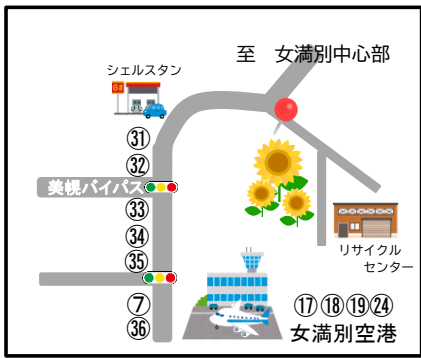 至　女満別中心部
シェルスタン
GS
㉛
㉜
美幌バイパス
㉝
㉞
㉟
リサイクル
センター
⑦
㊱
⑰⑱⑲㉔
女満別空港